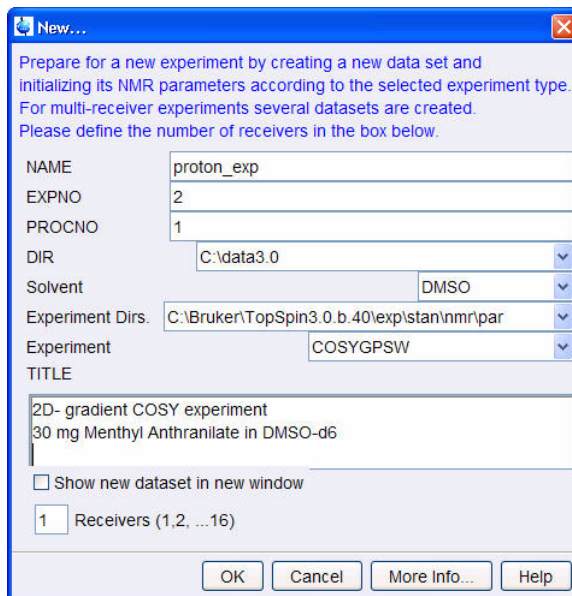 New...
Prepare for a new experiment by creating a new data set and
initializing its NMR parameters according to the selected experiment type.
For multi-receiver experiments several datasets are created.
Please define the number of receivers in the box below.
NAME proton_exp
EXPNO 2
PROCNO 1
DIR C:\data3.0
Solvent DMSO
Experiment Dirs. C:\Bruker\TopSpin3.0.b.40\exp\stan\nmr\par
Experiment COSYGPSW
TITLE
2D- gradient COSY experiment
30 mg Menthyl Anthranilate in DMSO-d6
Show new dataset in new window
1 Receivers (1,2, ...16)
OK Cancel More Info... Help